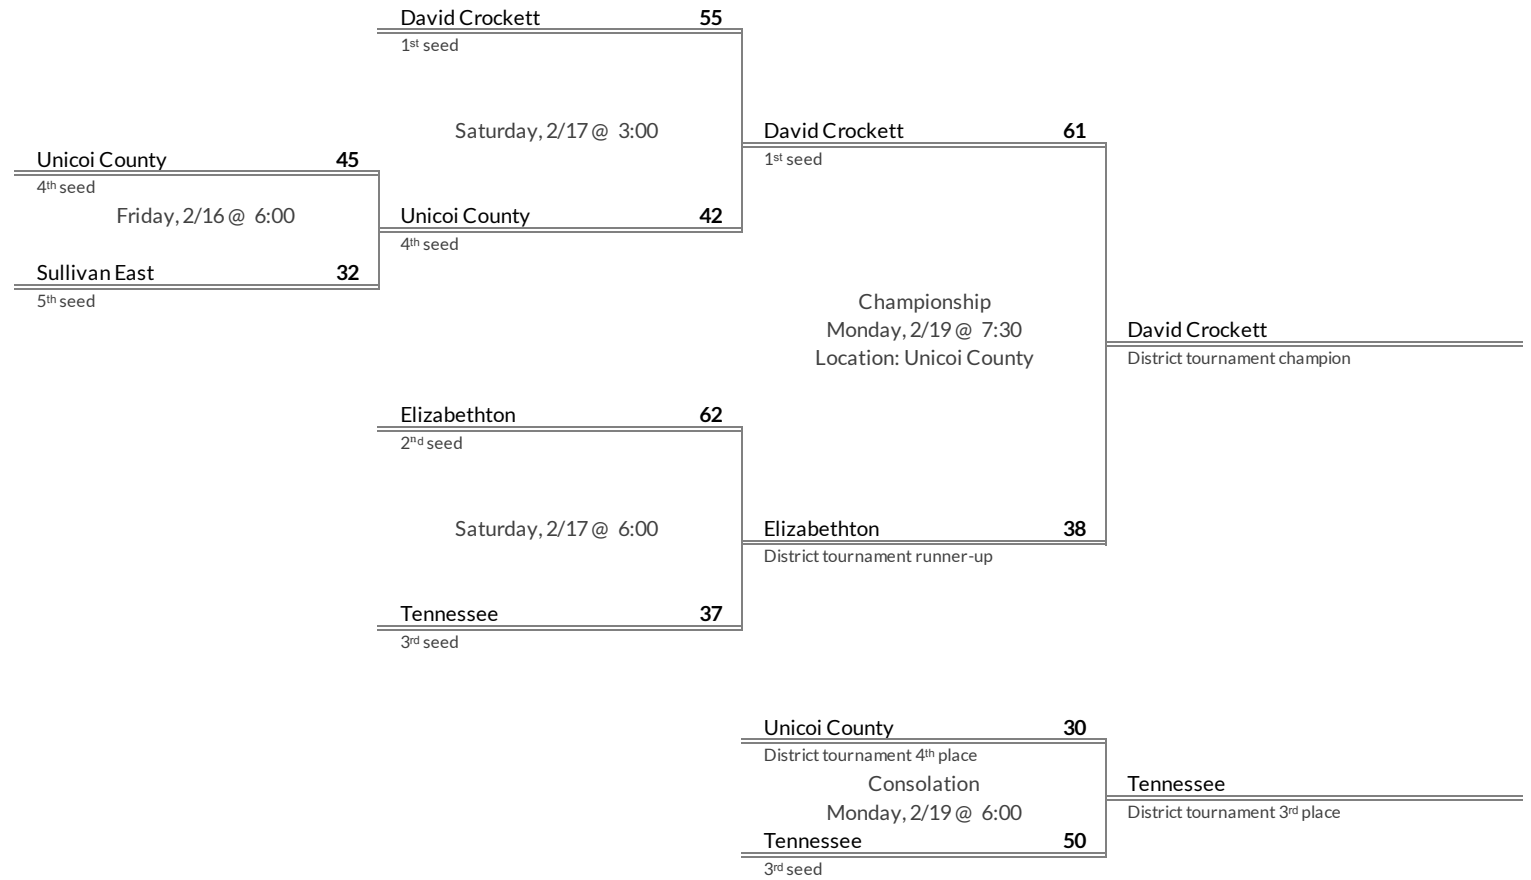 David Crockett 55
1st seed
Saturday, 2/17 @ 3:00
David Crockett 61
1st seed
Unicoi County 45
4th seed
Friday, 2/16 @ 6:00
Unicoi County 42
4th seed
Sullivan East 32
5th seed
Championship
Monday, 2/19 @ 7:30
Location: Unicoi County
David Crockett
District tournament champion
Elizabethton 62
2nd seed
Saturday, 2/17 @ 6:00
Elizabethton 38
District tournament runner-up
Tennessee 37
3rd seed
Unicoi County 30
District tournament 4th place
Consolation
Monday, 2/19 @ 6:00
Tennessee
District tournament 3rd place
Tennessee 50
3rd seed